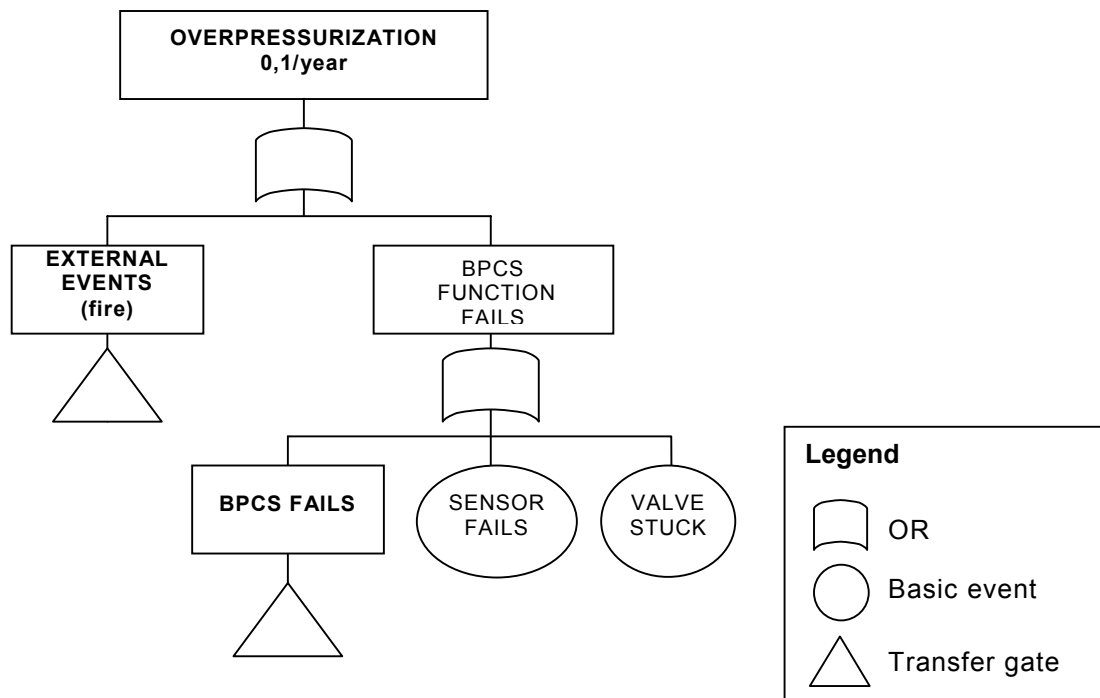 OVERPRESSURIZATION
0,1/year
EXTERNAL
EVENTS
(fire)
BPCS
FUNCTION
FAILS
BPCS FAILS
SENSOR
FAILS
VALVE
STUCK
Legend
OR
Basic event
Transfer gate